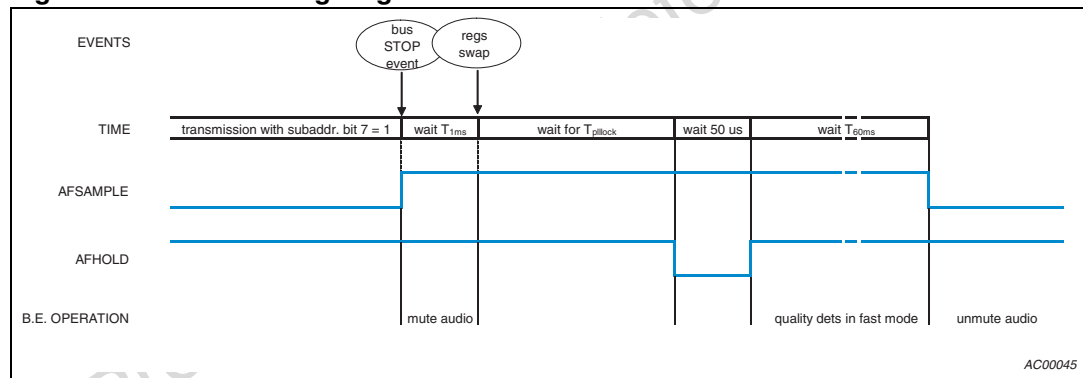 EVENTS
bus
STOP
event
regs
swap
TIME
transmission with subaddr. bit 7 = 1
wait T1ms
wait for Tplllock
wait 50 us
wait T60ms
AFSAMPLE
AFHOLD
B.E. OPERATION
mute audio
quality dets in fast mode
unmute audio
AC00045